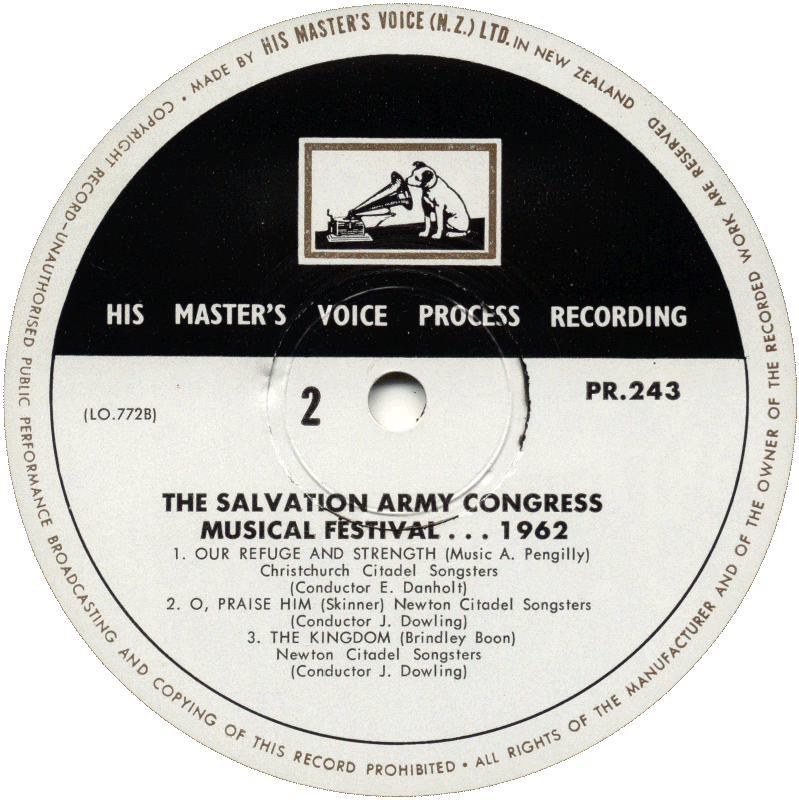 MADE BY HIS MASTER'S VOICE (N.Z.) LTD. IN NEW ZEALAND
COPYRIGHT RECORD–UNAUTHORISED PUBLIC PERFORMANCE BROADCASTING AND COPYING OF THIS RECORD PROHIBITED • ALL RIGHTS OF THE MANUFACTURER AND OF THE OWNER OF THE RECORDED WORK ARE RESERVED
HIS MASTER'S VOICE PROCESS RECORDING
PR.243
(LO.772B)
2
THE SALVATION ARMY CONGRESS
MUSICAL FESTIVAL . . . 1962
1. OUR REFUGE AND STRENGTH (Music A. Pengilly)
Christchurch Citadel Songsters
(Conductor E. Danholt)
2. O, PRAISE HIM (Skinner) Newton Citadel Songsters
(Conductor J. Dowling)
3. THE KINGDOM (Brindley Boon)
Newton Citadel Songsters
(Conductor J. Dowling)